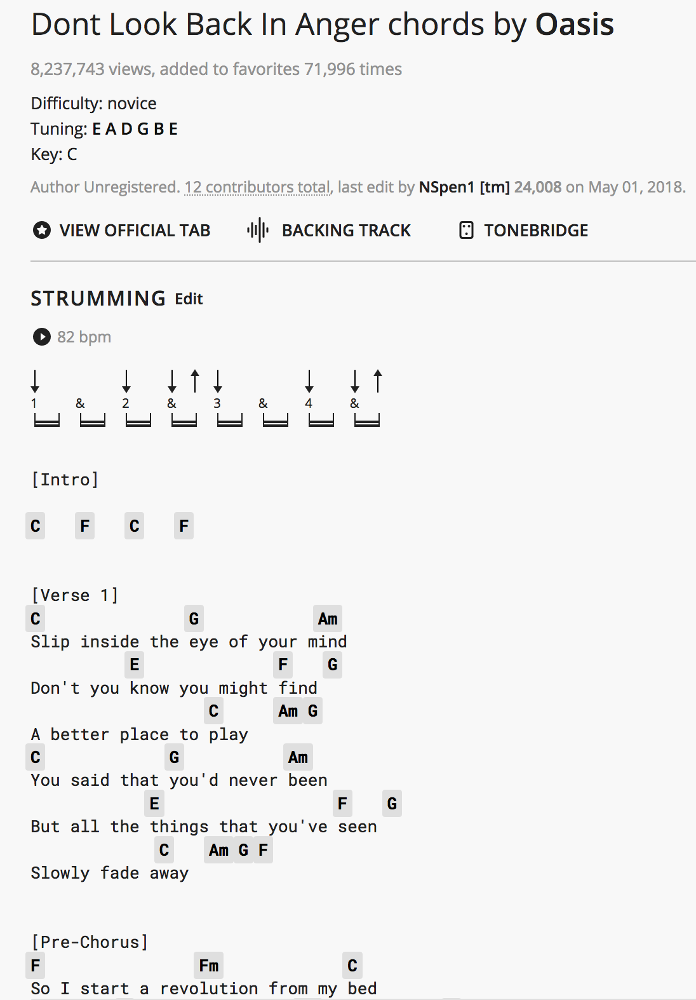 Dont Look Back In Anger chords by Oasis
8,237,743 views, added to favorites 71,996 times
Difficulty: novice
Tuning: E A D G B E
Key: C
Author Unregistered. 12 contributors total, last edit by NSpen1 [tm] 24,008 on May 01, 2018.
VIEW OFFICIAL TAB BACKING TRACK TONEBRIDGE
STRUMMING Edit
82 bpm
1 & 2 & 3 & 4 &
[Intro]
C F C F
[Verse 1]
C G Am
Slip inside the eye of your mind
E F G
Don't you know you might find
C Am G
A better place to play
C G Am
You said that you'd never been
E F G
But all the things that you've seen
C Am G F
Slowly fade away
[Pre-Chorus]
F Fm C
So I start a revolution from my bed